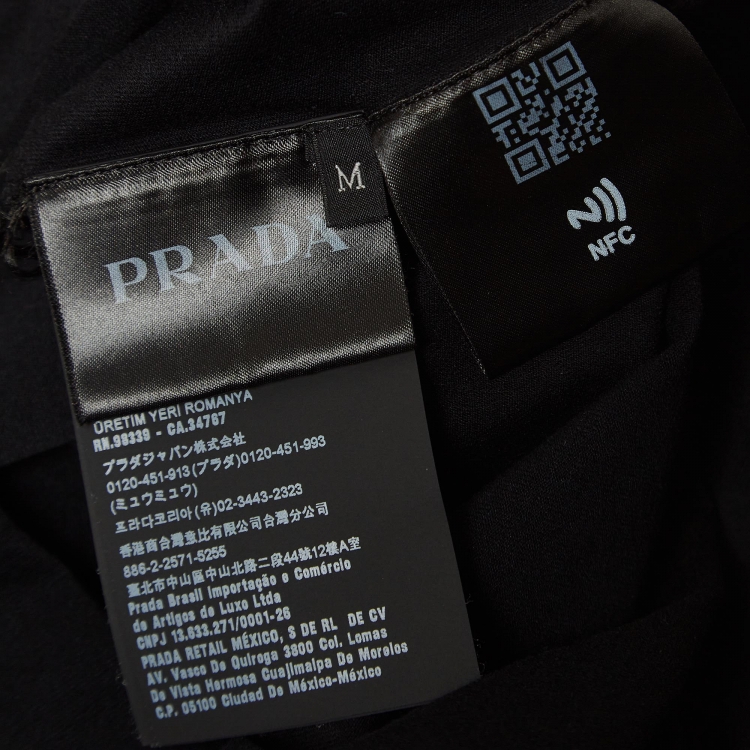 M
PRADA
NFC
ÜRETİM YERİ ROMANYA
RN.98339 - CA.34767
プラダジャパン株式会社
0120-451-913(プラダ)0120-451-993
(ミュウミュウ)
프라다코리아(유)02-3443-2323
香港商台灣意比有限公司台灣分公司
886-2-2571-5255
臺北市中山區中山北路二段44號12樓A室
Prada Brasil Importação e Comércio
de Artigos de Luxo Ltda
CNPJ 13.633.271/0001-26
PRADA RETAIL MÉXICO, S DE RL DE CV
AV. Vasco De Quiroga 3800 Col. Lomas
De Vista Hermosa Cuajimalpa De Morelos
C.P. 05100 Ciudad De México-México